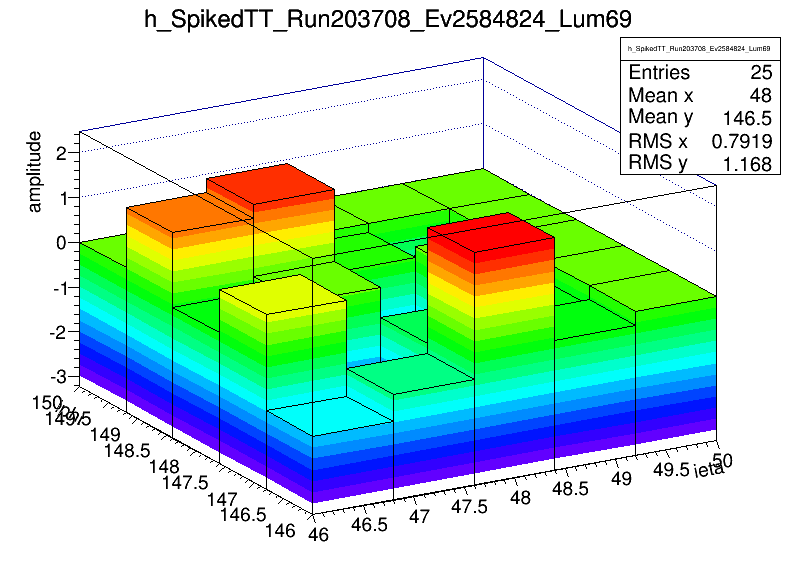 h_SpikedTT_Run203708_Ev2584824_Lum69
h_SpikedTT_Run203708_Ev2584824_Lum69
Entries 25
Mean x 48
Mean y 146.5
RMS x 0.7919
RMS y 1.168
amplitude
2
1
0
-1
-2
-3
150
149.5
149
148.5
148
147.5
147
146.5
146
46
46.5
47
47.5
48
48.5
49
49.5
50
ieta